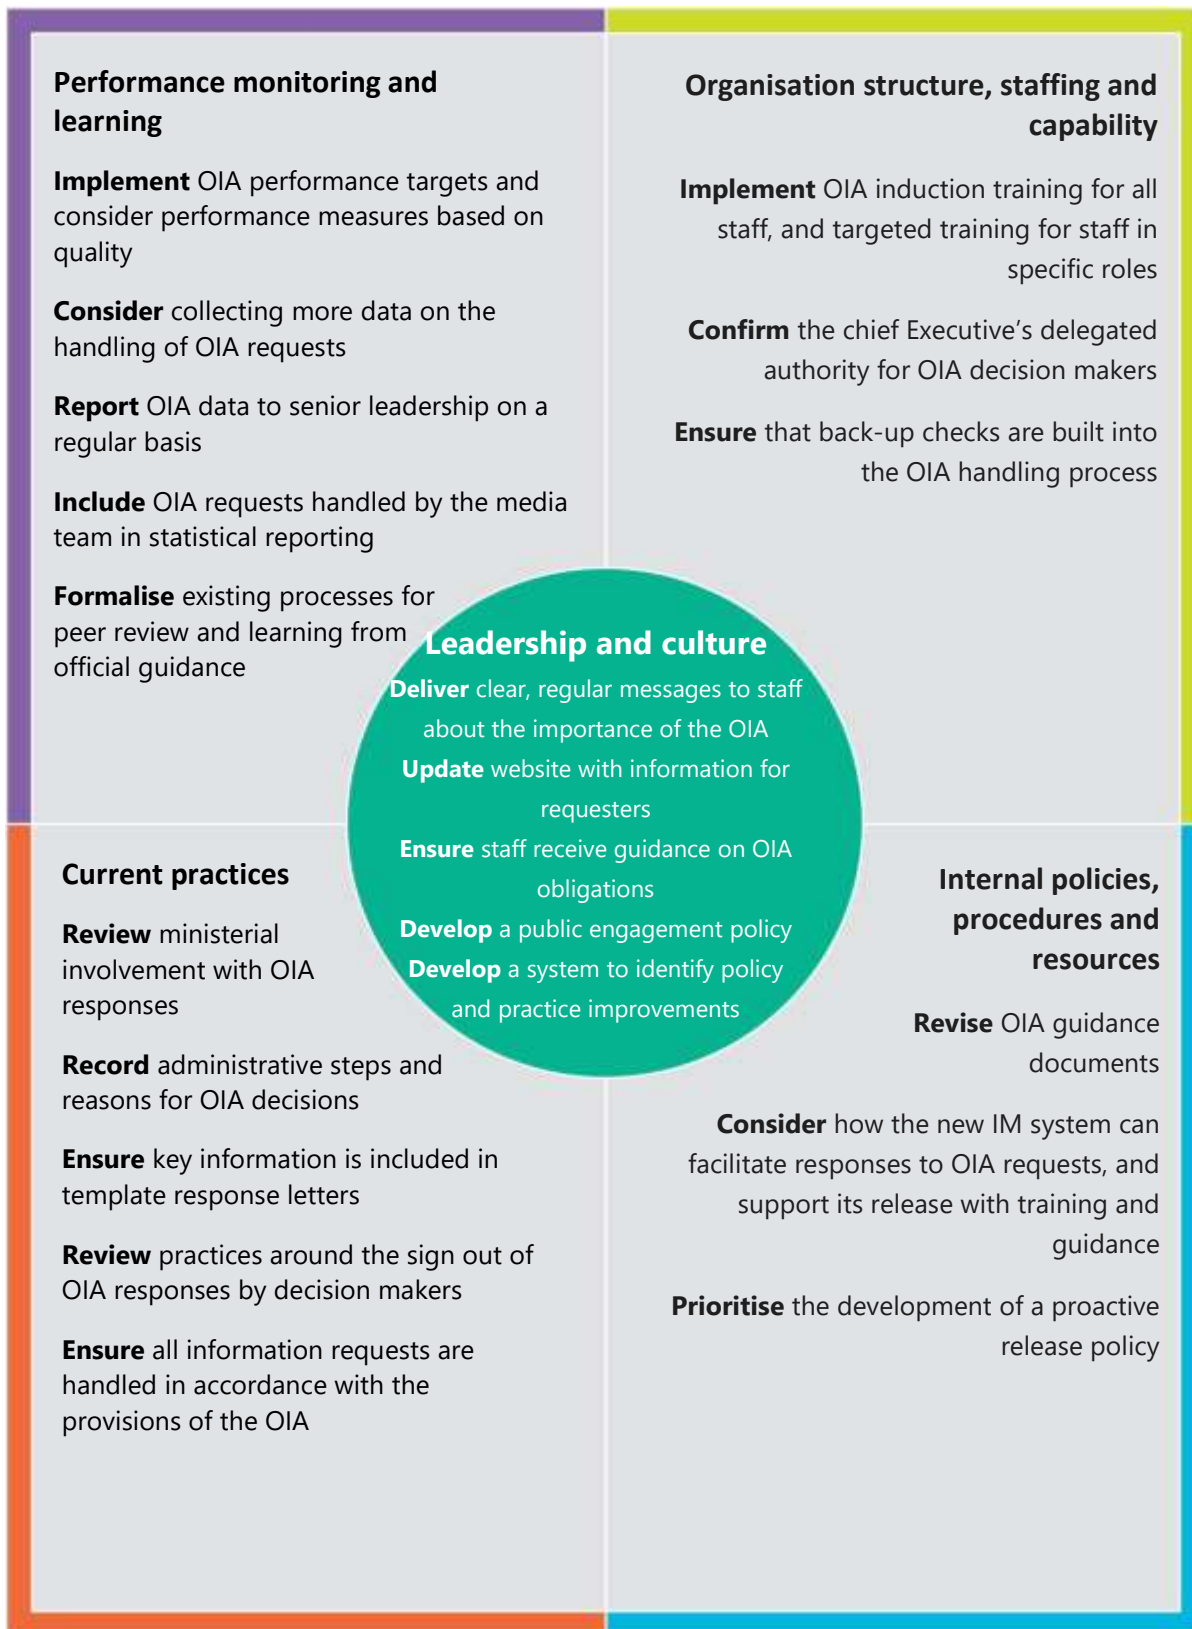 Performance monitoring and
learning
Implement OIA performance targets and
consider performance measures based on
quality
Consider collecting more data on the
handling of OIA requests
Report OIA data to senior leadership on a
regular basis
Include OIA requests handled by the media
team in statistical reporting
Formalise existing processes for
peer review and learning from
official guidance
Organisation structure, staffing and
capability
Implement OIA induction training for all
staff, and targeted training for staff in
specific roles
Confirm the chief Executive's delegated
authority for OIA decision makers
Ensure that back-up checks are built into
the OIA handling process
Leadership and culture
Deliver clear, regular messages to staff
about the importance of the OIA
Update website with information for
requesters
Ensure staff receive guidance on OIA
obligations
Develop a public engagement policy
Develop a system to identify policy
and practice improvements
Current practices
Review ministerial
involvement with OIA
responses
Record administrative steps and
reasons for OIA decisions
Ensure key information is included in
template response letters
Review practices around the sign out of
OIA responses by decision makers
Ensure all information requests are
handled in accordance with the
provisions of the OIA
Internal policies,
procedures and
resources
Revise OIA guidance
documents
Consider how the new IM system can
facilitate responses to OIA requests, and
support its release with training and
guidance
Prioritise the development of a proactive
release policy